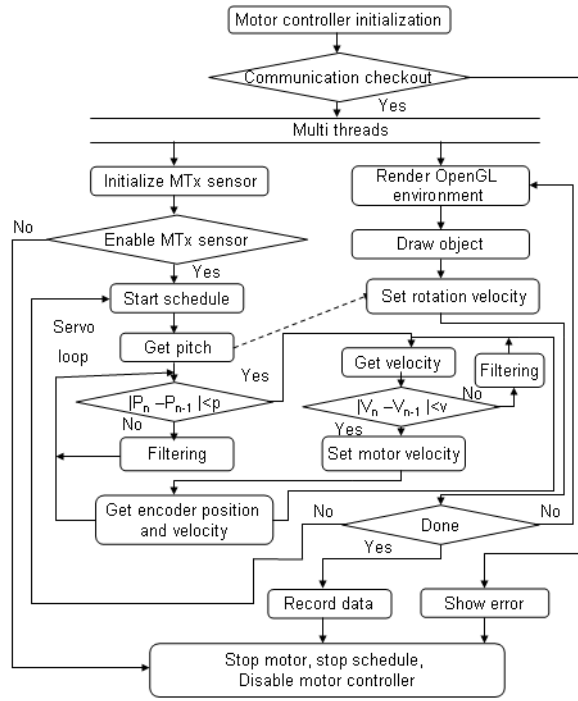 Motor controller initialization
Communication checkout
Yes
Multi threads
Initialize MTx sensor
Render OpenGL
environment
No
Enable MTx sensor
Draw object
Yes
Start schedule
Set rotation velocity
Servo
loop
Get pitch
Yes
Get velocity
Filtering
No
|Pn –Pn-1 |<p
|Vn –Vn-1 |<v
No
Yes
Filtering
Set motor velocity
Get encoder position
and velocity
No
Done
No
Yes
Record data
Show error
Stop motor, stop schedule,
Disable motor controller